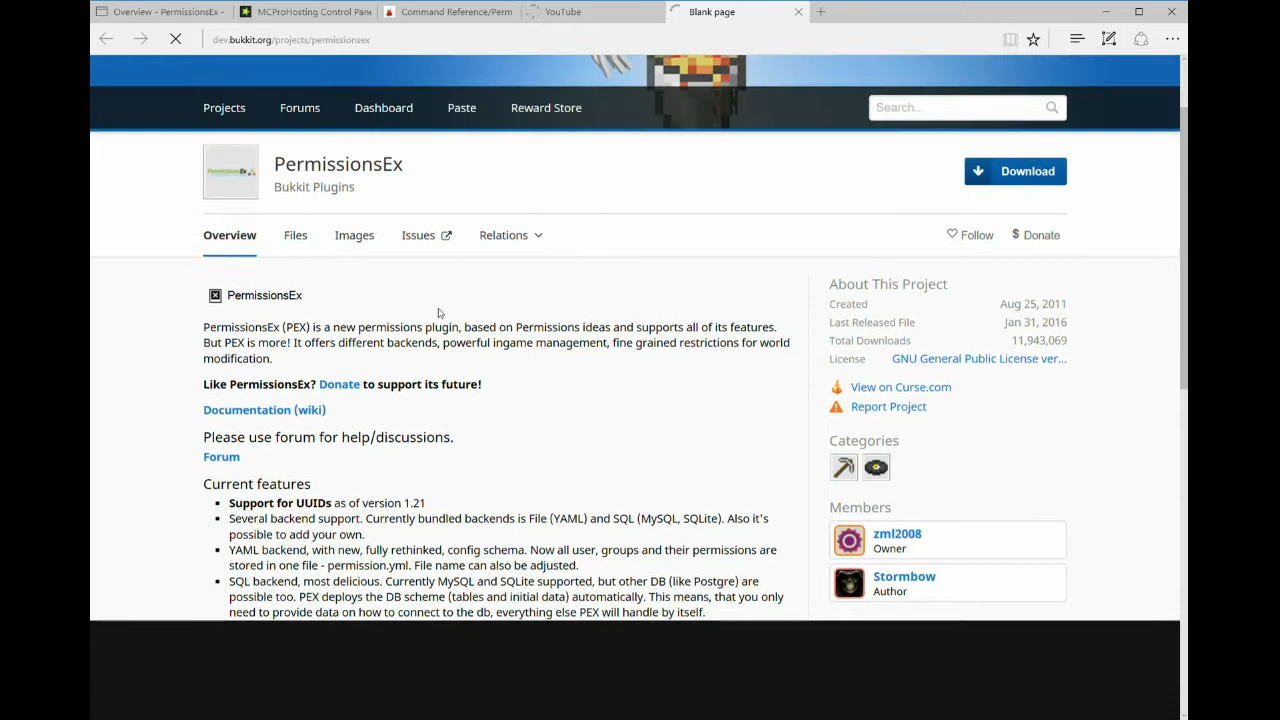 Overview - PermissionsEx -
MCProHosting Control Pane
Command Reference/Perm
YouTube
Blank page
dev.bukkit.org/projects/permissionsex
Projects
Forums
Dashboard
Paste
Reward Store
Search...
PermissionsEx
Bukkit Plugins
Download
Overview
Files
Images
Issues
Relations
Follow
$ Donate
PermissionsEx
PermissionsEx (PEX) is a new permissions plugin, based on Permissions ideas and supports all of its features.
But PEX is more! It offers different backends, powerful ingame management, fine grained restrictions for world
modification.
Like PermissionsEx? Donate to support its future!
Documentation (wiki)
Please use forum for help/discussions.
Forum
Current features
Support for UUIDs as of version 1.21
Several backend support. Currently bundled backends is File (YAML) and SQL (MySQL, SQLite). Also it's
possible to add your own.
YAML backend, with new, fully rethinked, config schema. Now all user, groups and their permissions are
stored in one file - permission.yml. File name can also be adjusted.
SQL backend, most delicious. Currently MySQL and SQLite supported, but other DB (like Postgre) are
possible too. PEX deploys the DB scheme (tables and initial data) automatically. This means, that you only
need to provide data on how to connect to the db, everything else PEX will handle by itself.
About This Project
Created Aug 25, 2011
Last Released File Jan 31, 2016
Total Downloads 11,943,069
License GNU General Public License ver...
View on Curse.com
Report Project
Categories
Members
zml2008
Owner
Stormbow
Author